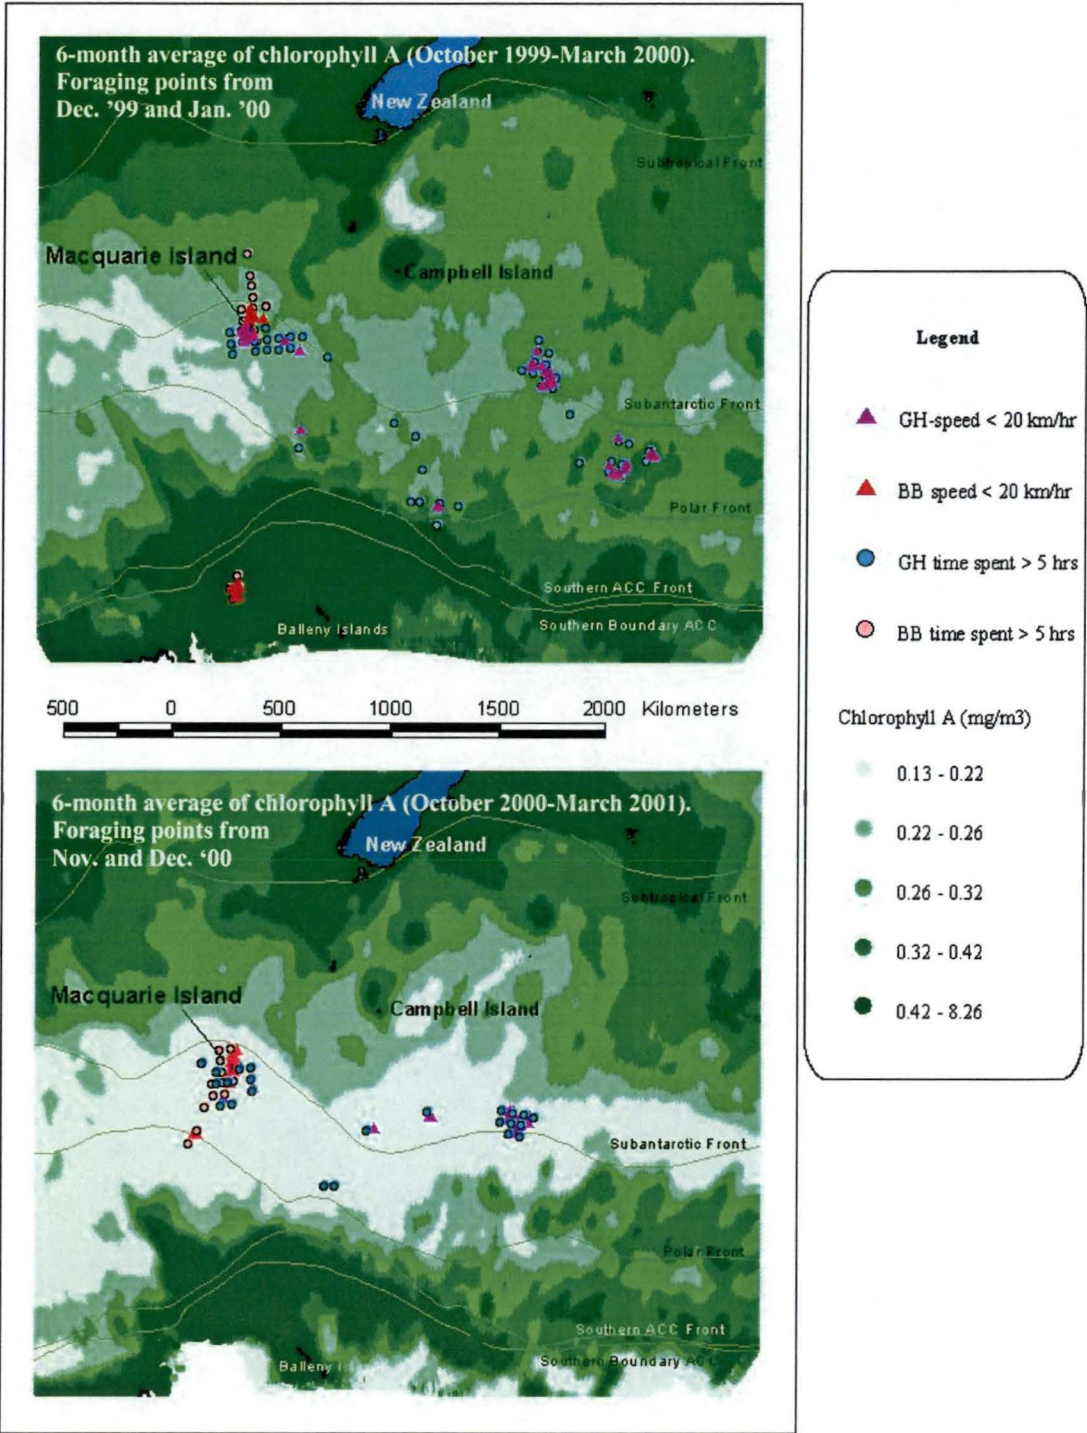 6-month average of chlorophyll A (October 1999-March 2000).
Foraging points from
Dec. '99 and Jan. '00
New Zealand
Subtropical Front
Macquarie Island
Campbell Island
Subantarctic Front
Polar Front
Southern ACC Front
Balleny Islands
Southern Boundary ACC
500 0 500 1000 1500 2000 Kilometers
6-month average of chlorophyll A (October 2000-March 2001).
Foraging points from
Nov. and Dec. '00
New Zealand
Subtropical Front
Macquarie Island
Campbell Island
Subantarctic Front
Polar Front
Southern ACC Front
Balleny
Southern Boundary
Legend
GH-speed < 20 km/hr
BB speed < 20 km/hr
GH time spent > 5 hrs
BB time spent > 5 hrs
Chlorophyll A (mg/m3)
0.13 - 0.22
0.22 - 0.26
0.26 - 0.32
0.32 - 0.42
0.42 - 8.26